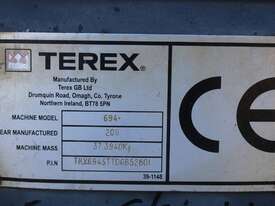 TEREX®
Manufactured By
Terex GB Ltd
Drumquin Road, Omagh, Co. Tyrone
Northern Ireland, BT78 5PN
MACHINE MODEL 694+
EAR MANUFACTURED
MACHINE MASS
P.I.N
39-1148
CE